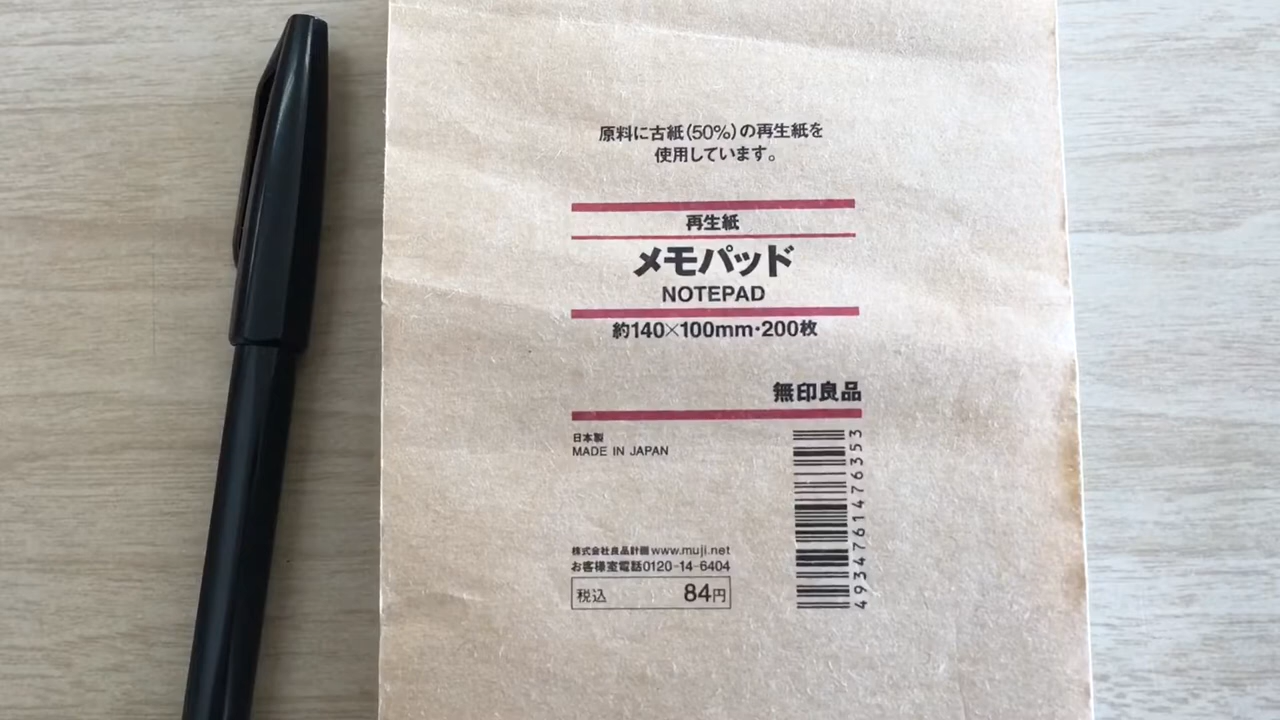 原料に古紙(50%)の再生紙を
使用しています。
再生紙
メモパッド
NOTEPAD
約140×100mm・200枚
無印良品
日本製
MADE IN JAPAN
4934761476353
株式会社良品計画 www.muji.net
お客様室電話0120-14-6404
税込 84円